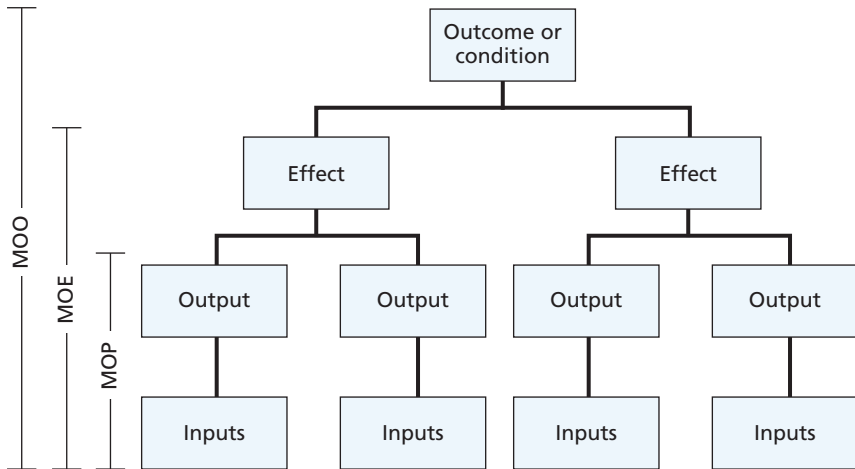 Outcome or
condition
Effect
Effect
Output
Output
Output
Output
Inputs
Inputs
Inputs
Inputs
MOO
MOE
MOP